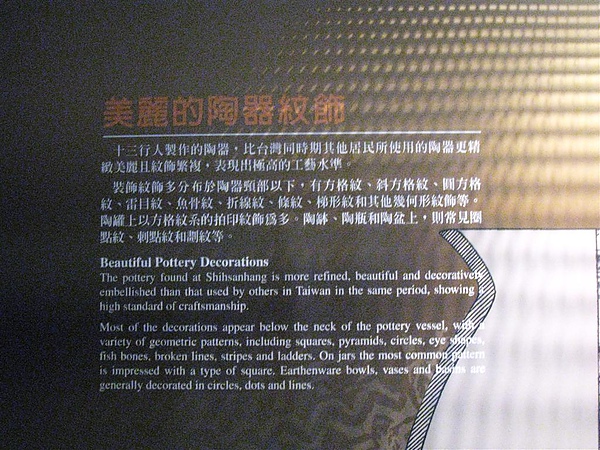 美麗的陶器紋飾
十三行人製作的陶器，比台灣同時期其他居民所使用的陶器更精
緻美麗且紋飾繁複，表現出極高的工藝水準。
裝飾紋飾多分布於陶器頸部以下，有方格紋、斜方格紋、圓方格
紋、雷目紋、魚骨紋、折線紋、條紋、梯形紋和其他幾何形紋飾等。
陶罐上以方格紋系的拍印紋飾爲多。陶缽、陶瓶和陶盆上，則常見圈
點紋、刺點紋和劃紋等。
Beautiful Pottery Decorations
The pottery found at Shihsanhang is more refined, beautiful and decoratively
embellished than that used by others in Taiwan in the same period, showing a
high standard of craftsmanship.
Most of the decorations appear below the neck of the pottery vessel, with a
variety of geometric patterns, including squares, pyramids, circles, eye shapes,
fish bones, broken lines, stripes and ladders. On jars the most common pattern
is impressed with a type of square. Earthenware bowls, vases and basins are
generally decorated in circles, dots and lines.